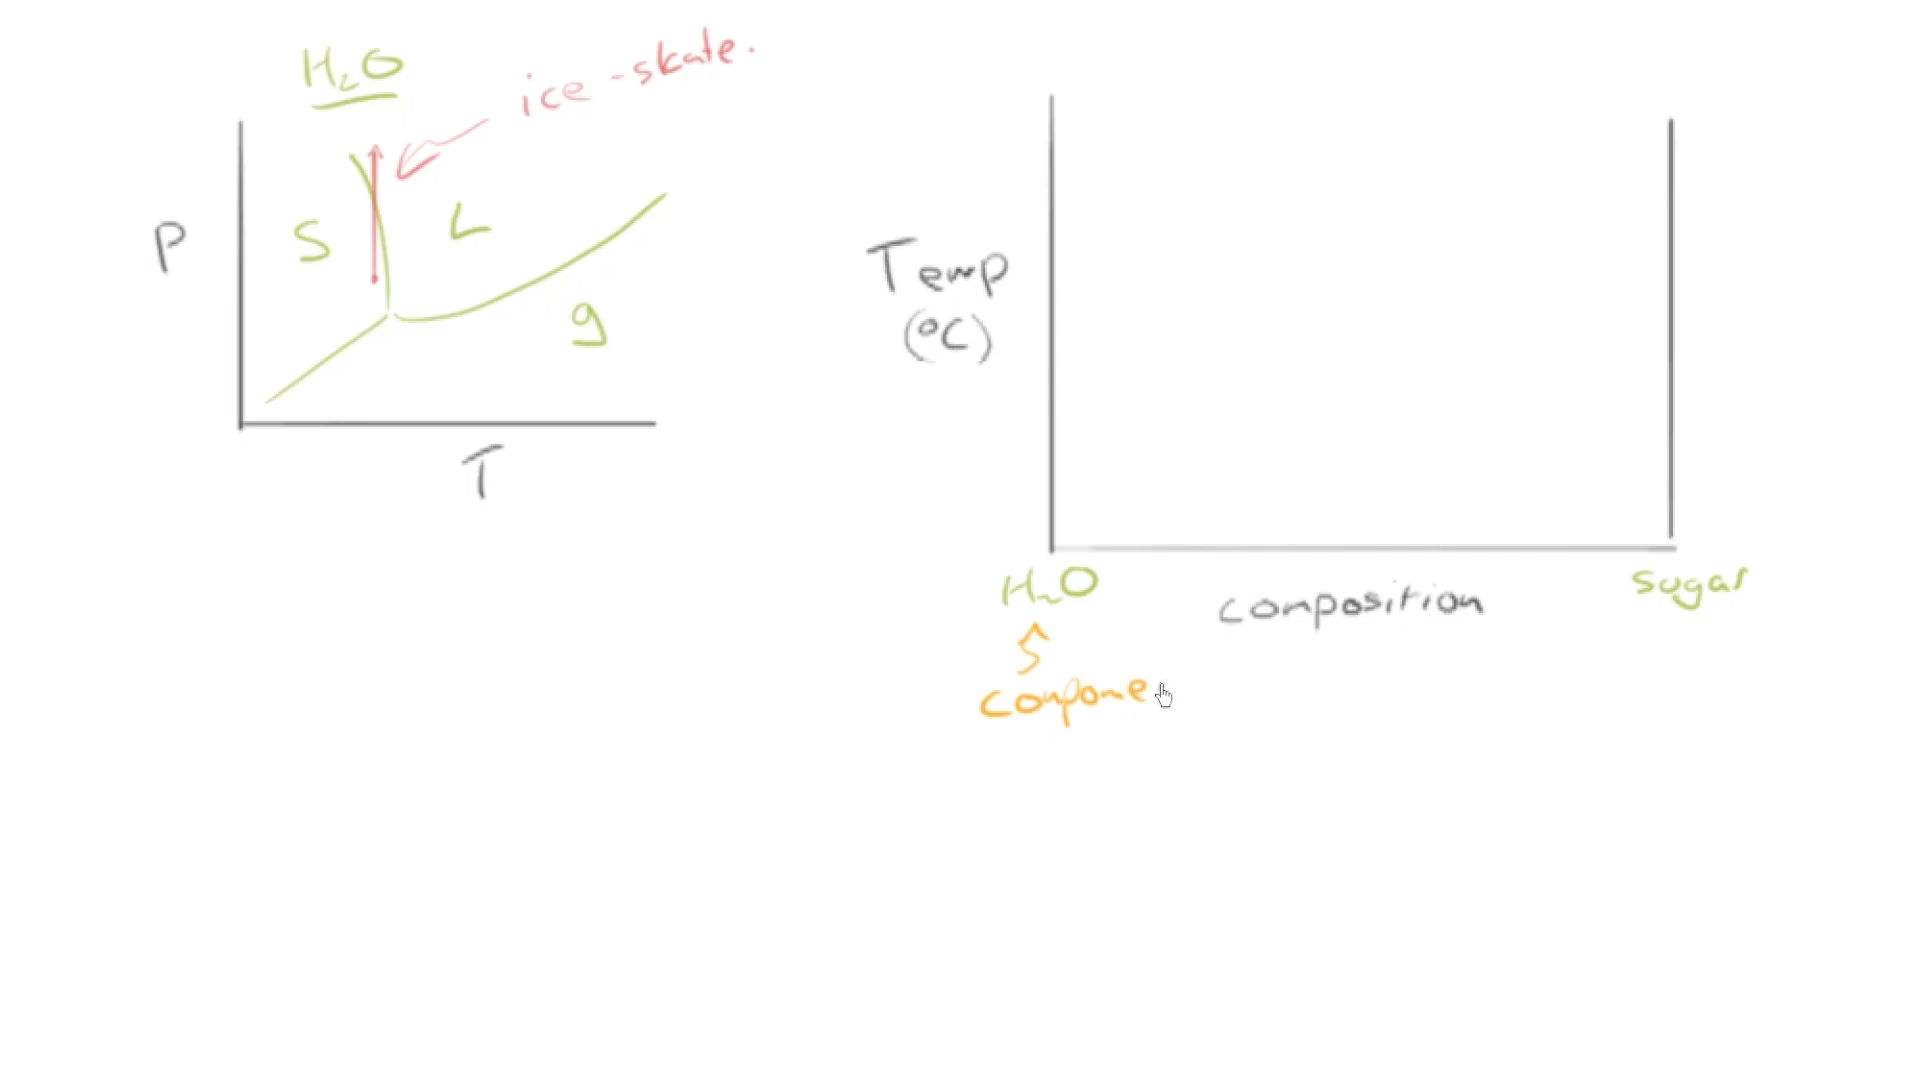 H₂O
ice-skate.
P
S
L
g
T
Temp
(°C)
H₂O
composition
sugar
compone